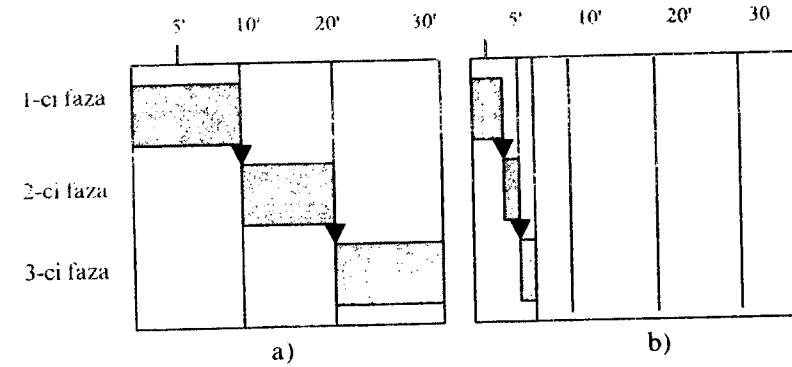 5' 10' 20' 30' 5' 10' 20' 30
1-ci faza
2-ci faza
3-ci faza
a) b)